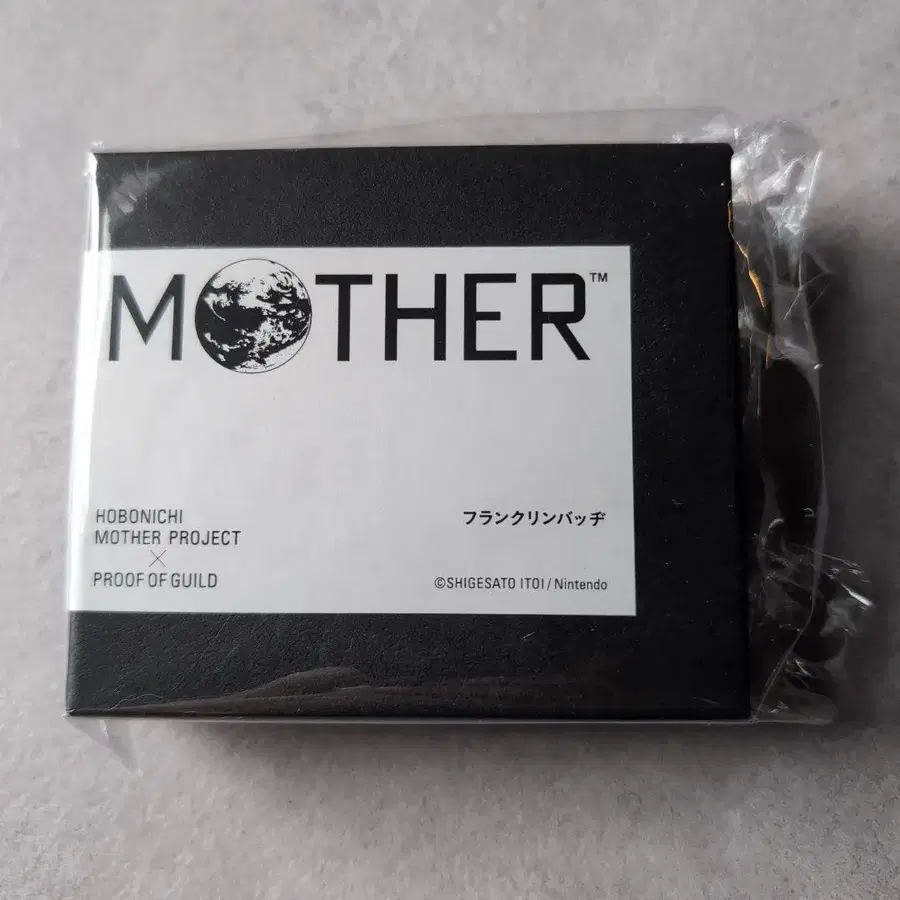 MOTHER™
HOBONICHI
MOTHER PROJECT
×
PROOF OF GUILD
フランクリンバッヂ
©SHIGESATO ITOI/Nintendo